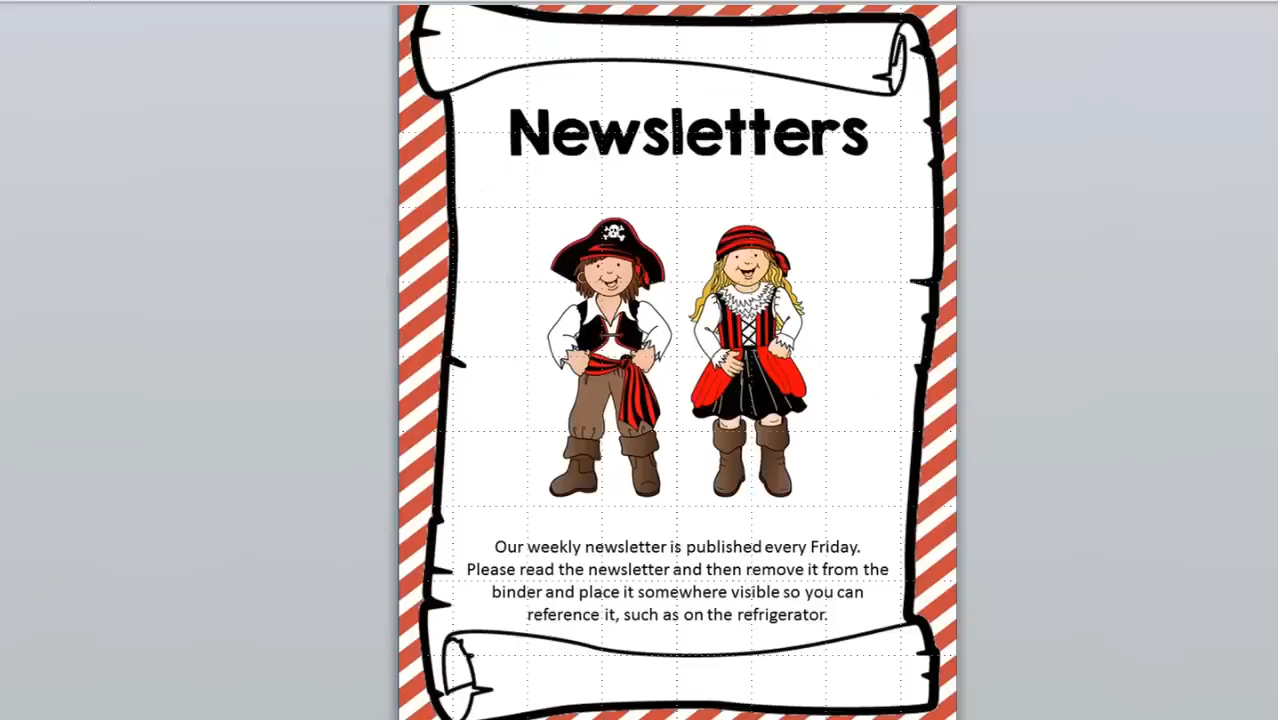 Newsletters
Our weekly newsletter is published every Friday.
Please read the newsletter and then remove it from the
binder and place it somewhere visible so you can
reference it, such as on the refrigerator.